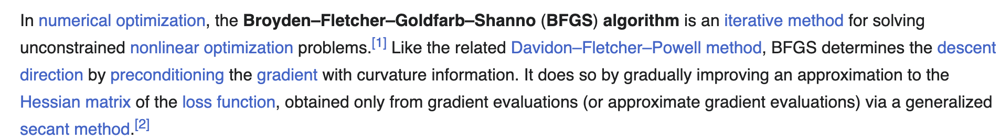 In numerical optimization, the Broyden–Fletcher–Goldfarb–Shanno (BFGS) algorithm is an iterative method for solving
unconstrained nonlinear optimization problems.[1] Like the related Davidon–Fletcher–Powell method, BFGS determines the descent
direction by preconditioning the gradient with curvature information. It does so by gradually improving an approximation to the
Hessian matrix of the loss function, obtained only from gradient evaluations (or approximate gradient evaluations) via a generalized
secant method.[2]